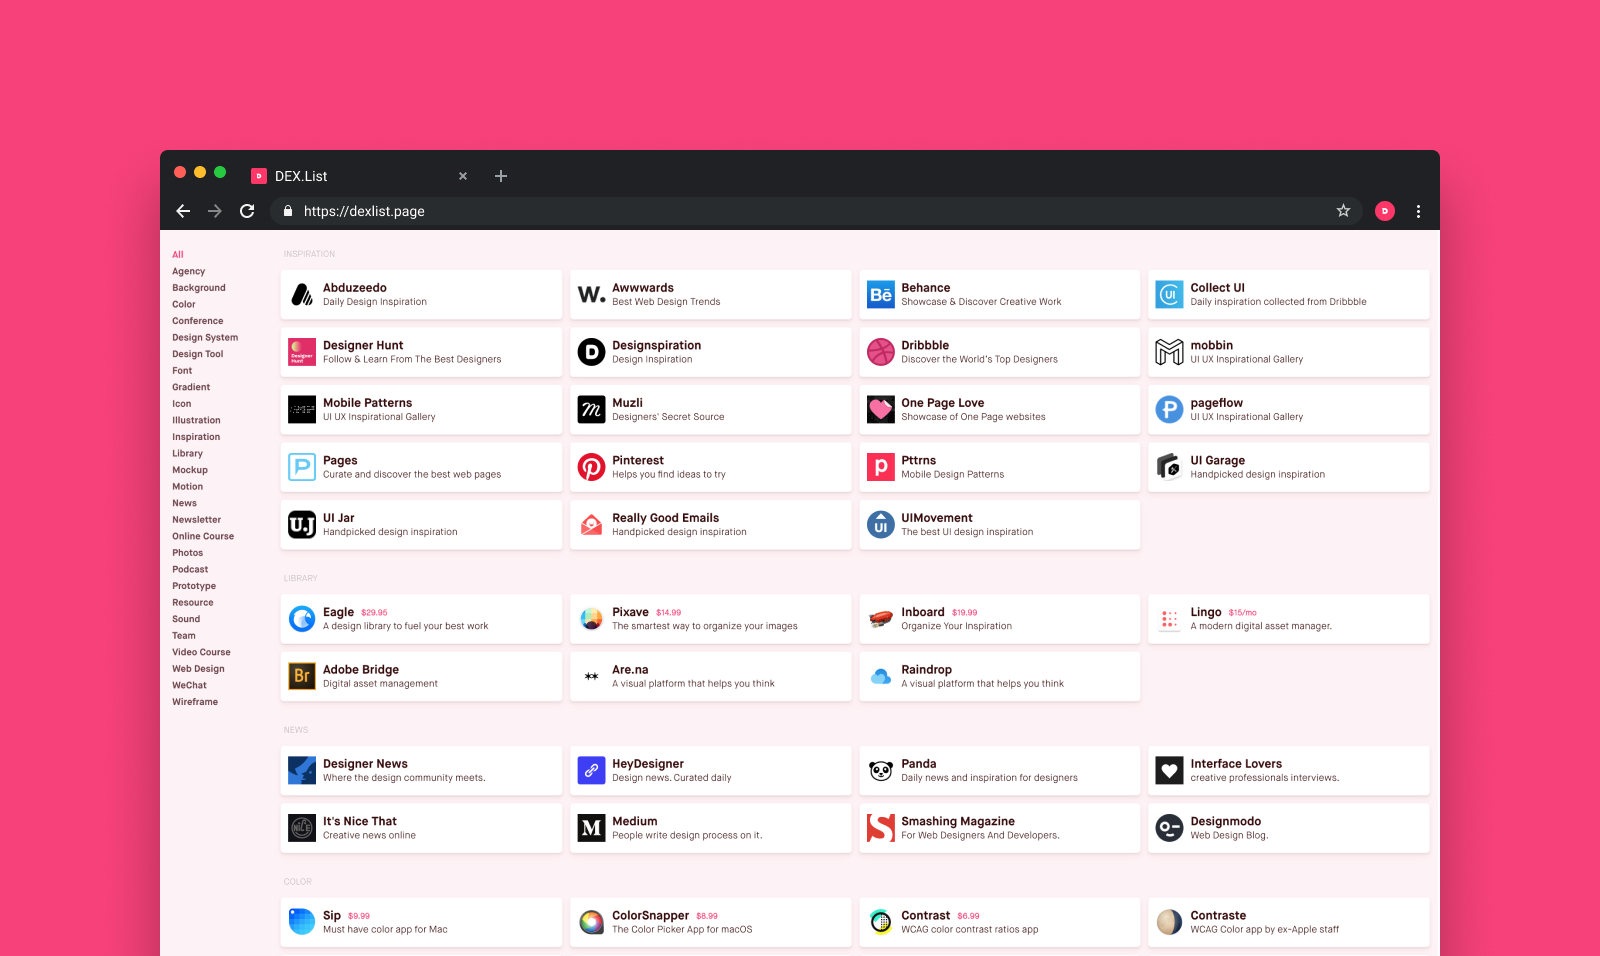 DEX.List
https://dexlist.page
All
Agency
Background
Color
Conference
Design System
Design Tool
Font
Gradient
Icon
Illustration
Inspiration
Library
Mockup
Motion
News
Newsletter
Online Course
Photos
Podcast
Prototype
Resource
Sound
Team
Video Course
Web Design
WeChat
Wireframe
INSPIRATION
Abduzeedo
Daily Design Inspiration
W.
Awwwards
Best Web Design Trends
Bē
Behance
Showcase & Discover Creative Work
UI
Collect UI
Daily inspiration collected from Dribbble
Designer
Hunt
Designer Hunt
Follow & Learn From The Best Designers
D
Designspiration
Design Inspiration
Dribbble
Discover the World's Top Designers
mobbin
UI UX Inspirational Gallery
Mobile Patterns
UI UX Inspirational Gallery
m
Muzli
Designers' Secret Source
One Page Love
Showcase of One Page websites
P
pageflow
UI UX Inspirational Gallery
P
Pages
Curate and discover the best web pages
Pinterest
Helps you find ideas to try
p
Pttrns
Mobile Design Patterns
UI Garage
Handpicked design inspiration
U.J
UI Jar
Handpicked design inspiration
Really Good Emails
Handpicked design inspiration
UI
UIMovement
The best UI design inspiration
LIBRARY
Eagle $29.95
A design library to fuel your best work
Pixave $14.99
The smartest way to organize your images
Inboard $19.99
Organize Your Inspiration
Lingo $15/mo
A modern digital asset manager.
Br
Adobe Bridge
Digital asset management
Are.na
A visual platform that helps you think
Raindrop
A visual platform that helps you think
NEWS
Designer News
Where the design community meets.
HeyDesigner
Design news. Curated daily
Panda
Daily news and inspiration for designers
Interface Lovers
creative professionals interviews.
NICE
It's Nice That
Creative news online
M
Medium
People write design process on it.
S
Smashing Magazine
For Web Designers And Developers.
Designmodo
Web Design Blog.
COLOR
Sip $9.99
Must have color app for Mac
ColorSnapper $8.99
The Color Picker App for macOS
Contrast $6.99
WCAG color contrast ratios app
Contraste
WCAG Color app by ex-Apple staff